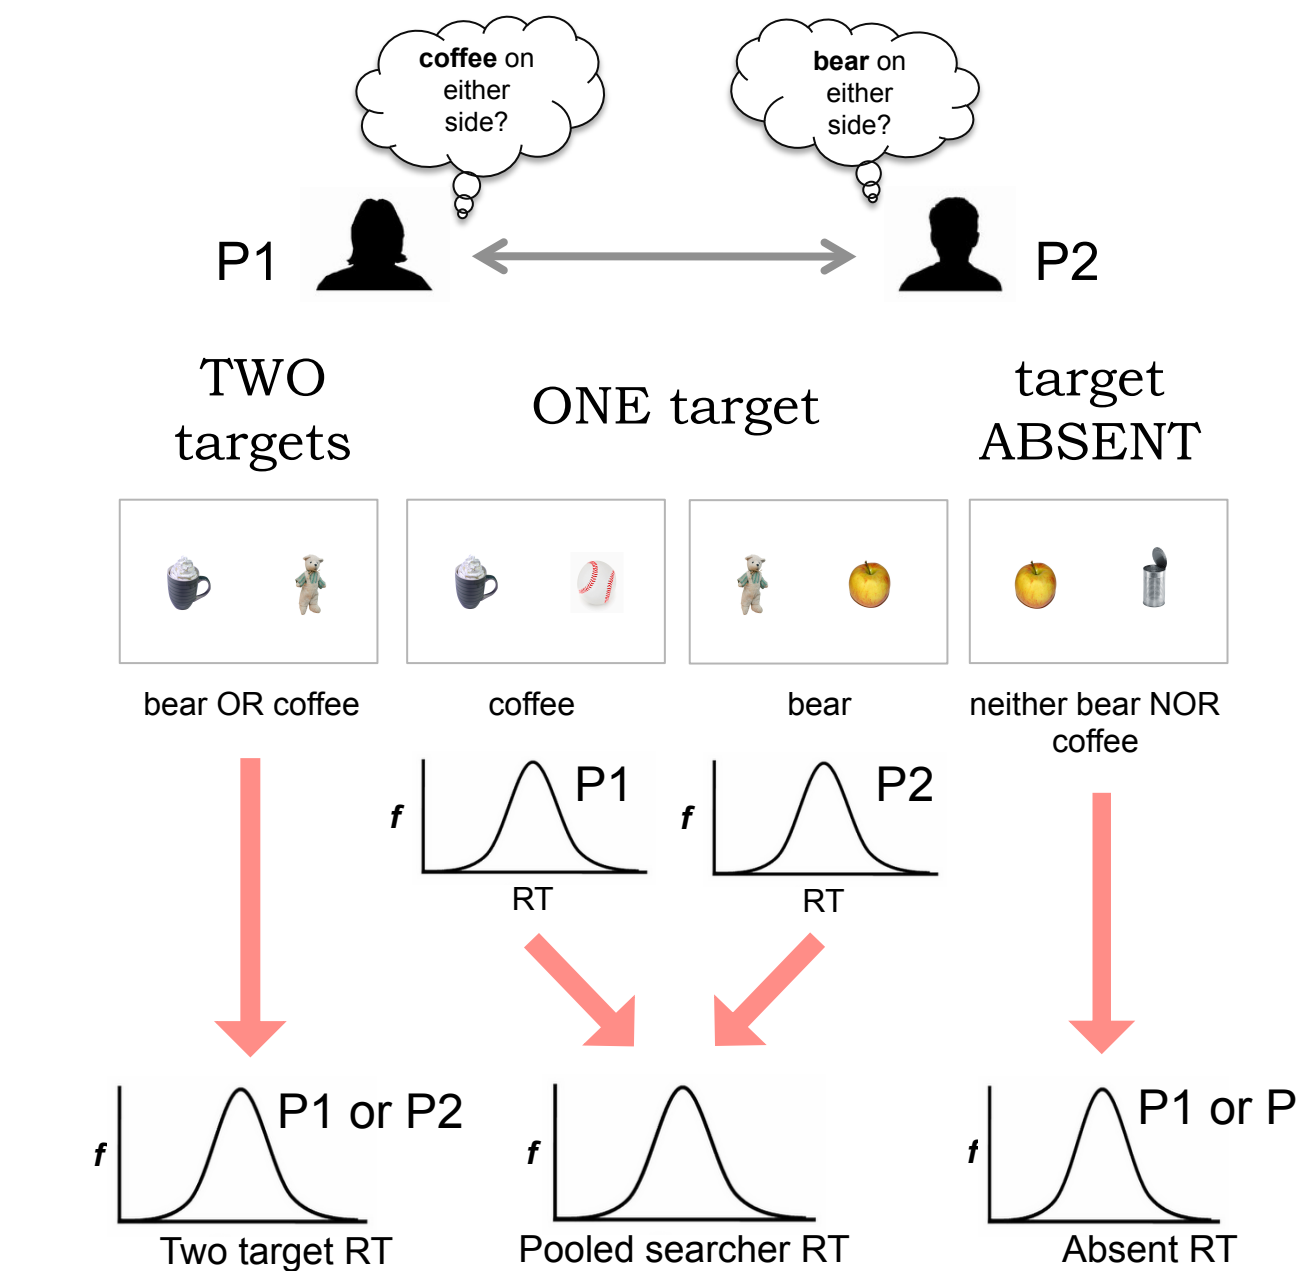 coffee on
either
side?
bear on
either
side?
P1
P2
TWO
targets
ONE target
target
ABSENT
bear OR coffee
coffee
bear
neither bear NOR
coffee
f
P1
RT
f
P2
RT
f
P1 or P2
Two target RT
f
Pooled searcher RT
f
P1 or P
Absent RT